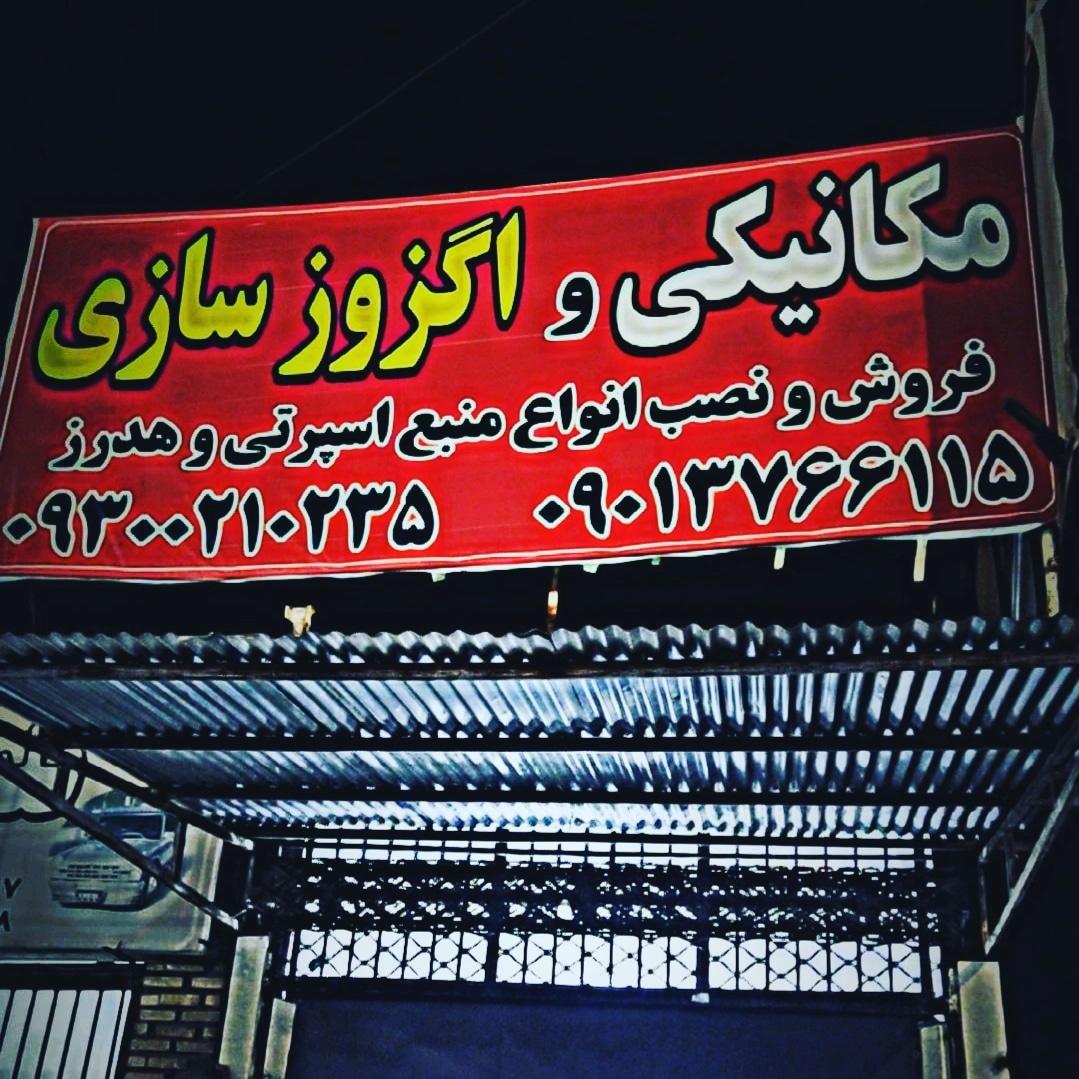 مکانیکی و اگزوز سازی
فروش و نصب انواع منبع اسپرتی و هدرز
۰۹۰۱۳۷۶۶۱۱۵ ۰۹۳۰۰۲۱۰۲۳۵